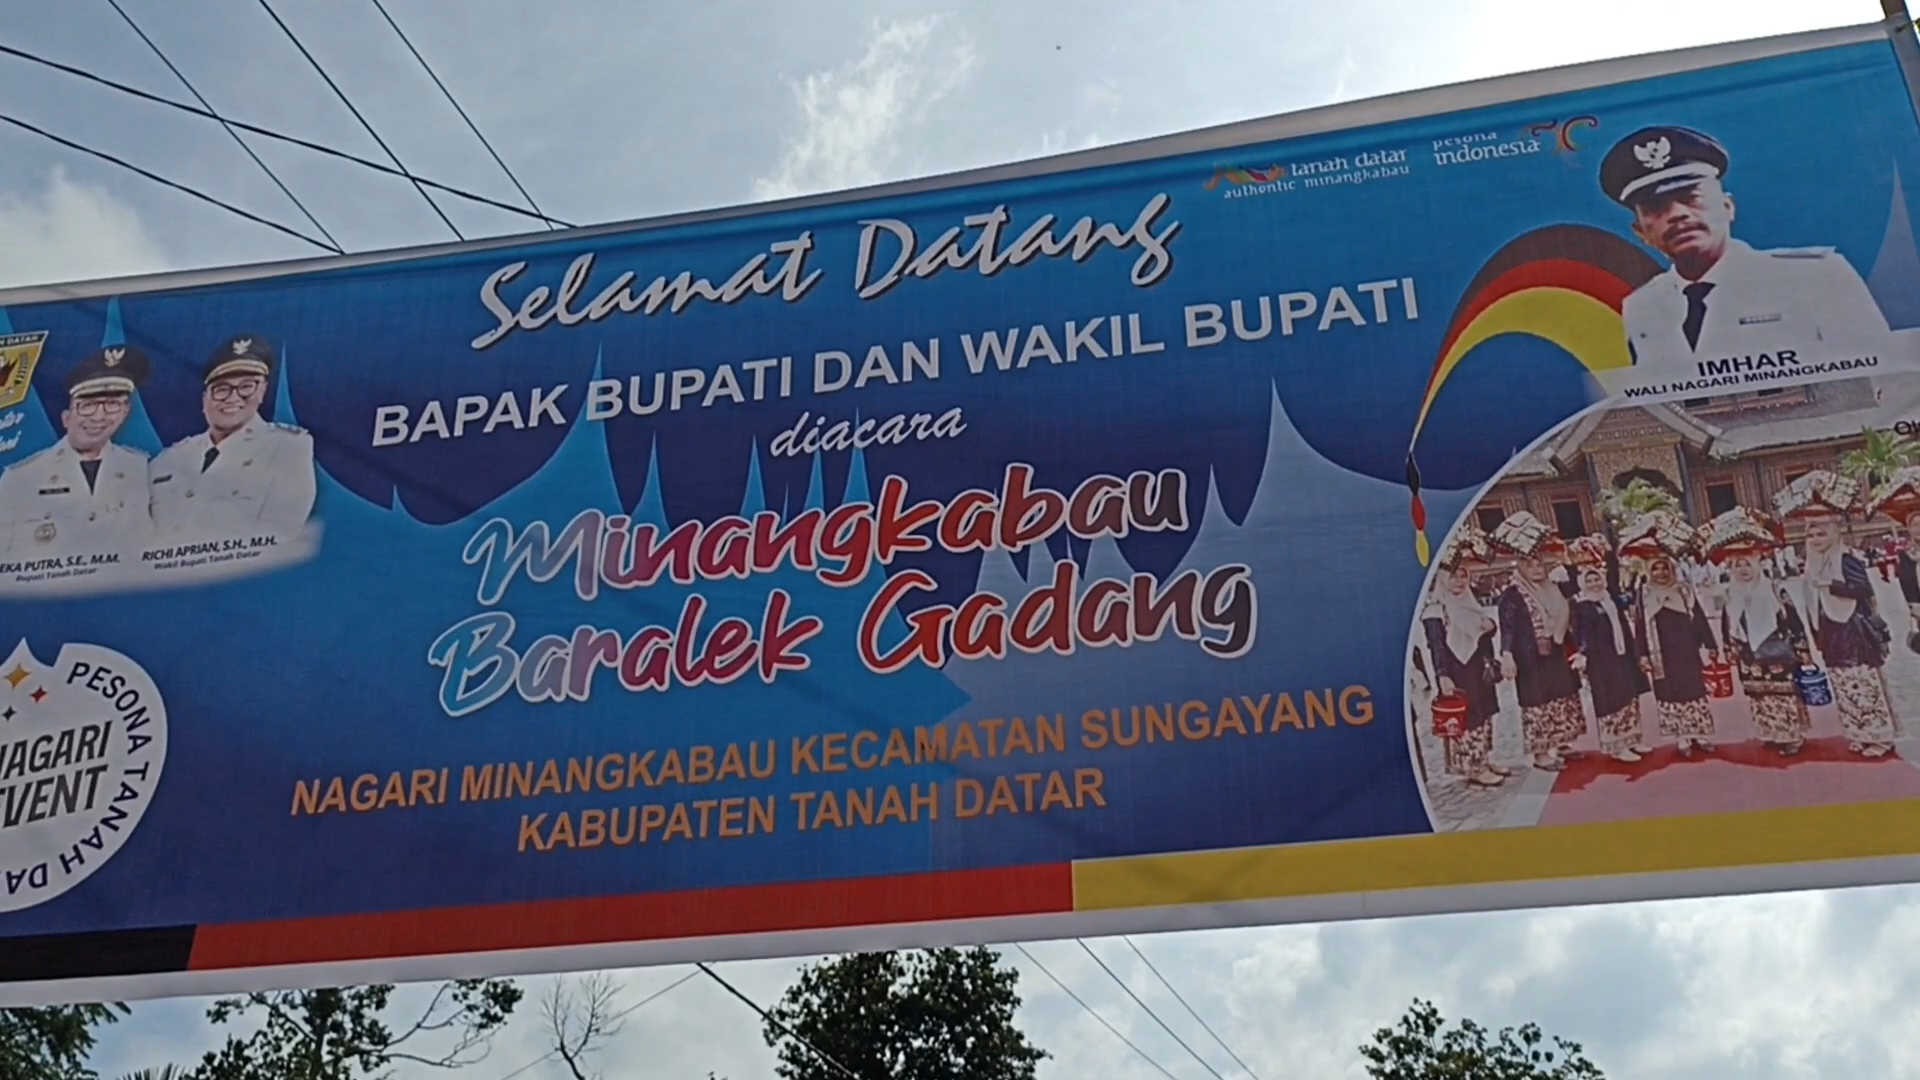 tanah datar
authentic minangkabau
pesona
indonesia
Selamat Datang
BAPAK BUPATI DAN WAKIL BUPATI
diacara
Minangkabau
Baralek Gadang
NAGARI MINANGKABAU KECAMATAN SUNGAYANG
KABUPATEN TANAH DATAR
EKA PUTRA, S.E., M.M.
Bupati Tanah Datar
RICHI APRIAN, S.H., M.H.
Wakil Bupati Tanah Datar
PESONA TANAH DA
NAGARI
EVENT
IMHAR
WALI NAGARI MINANGKABAU